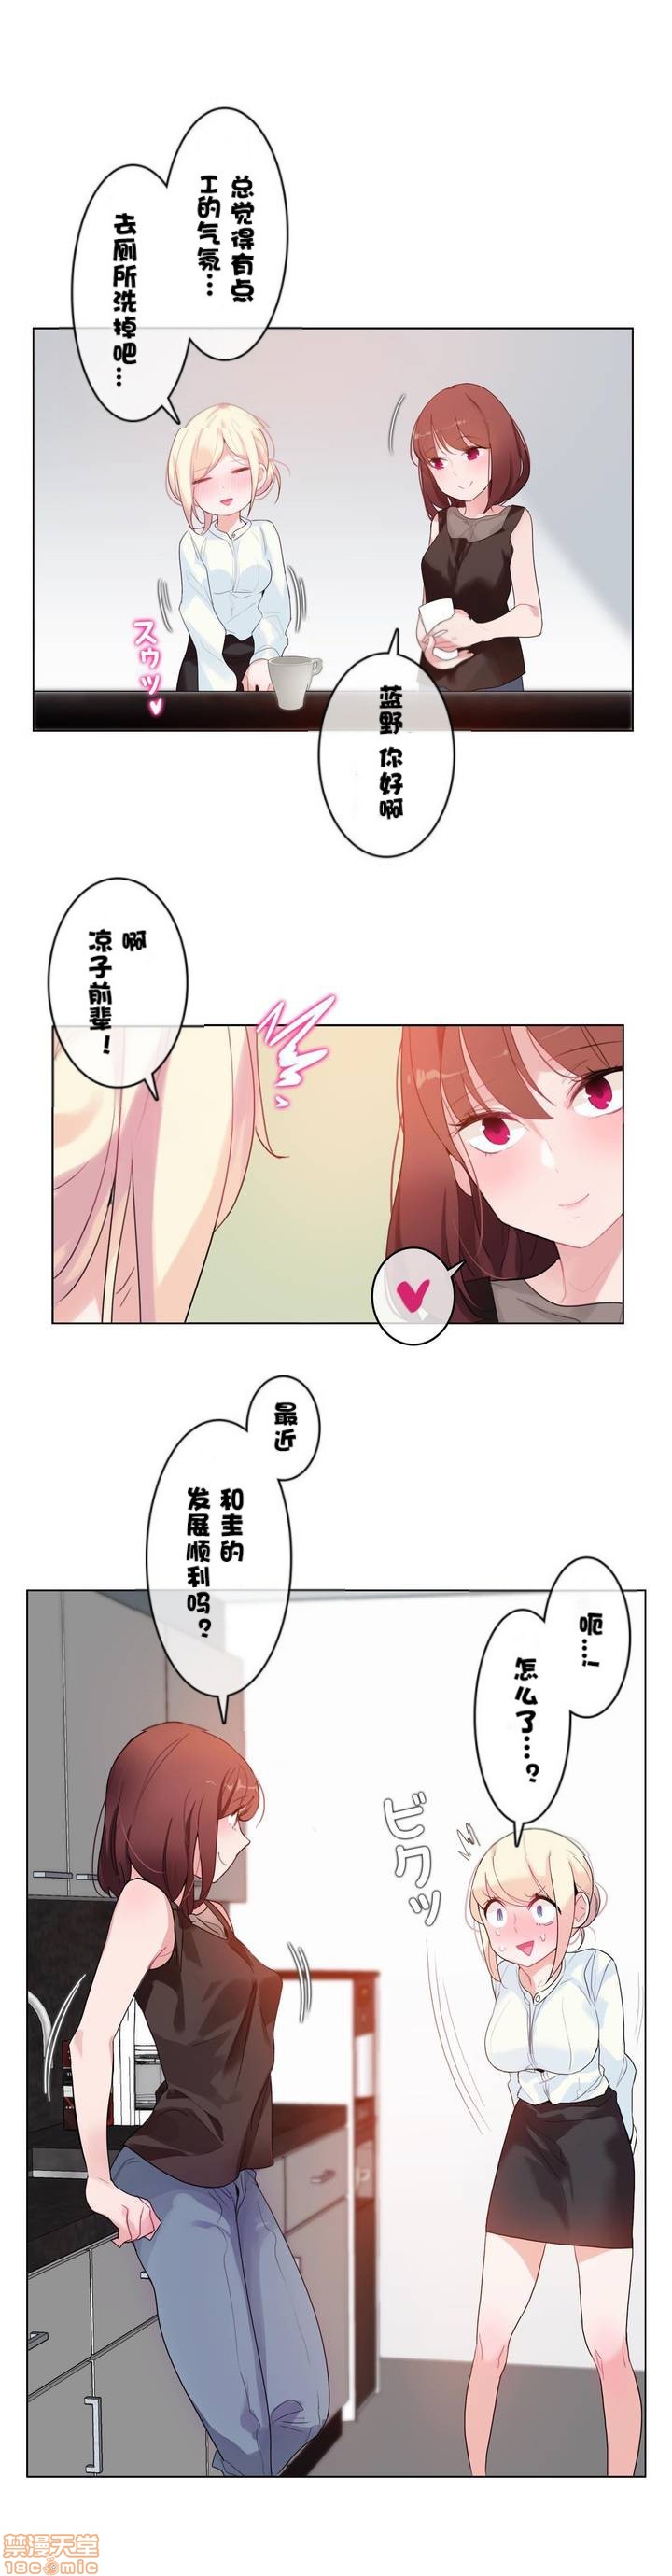 总觉得有点
工的气氛…
去厕所洗掉吧…
スウッ♥
蓝野 你好啊
啊
凉子前辈！
♥
最近
和圭的
发展顺利吗？
呃…！
怎么了…？
ビクッ
禁漫天堂
18comic